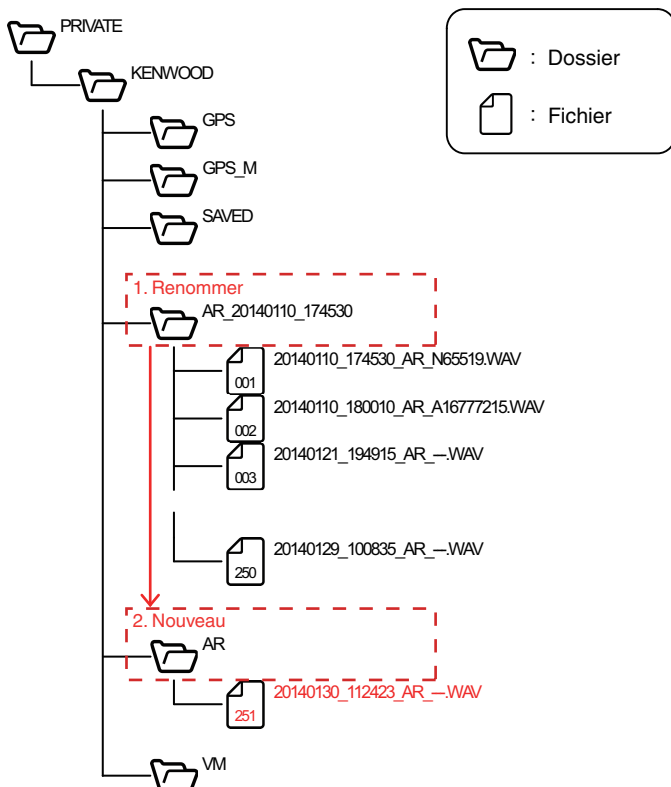 PRIVATE
: Dossier
KENWOOD
: Fichier
GPS
GPS_M
SAVED
1. Renommer
AR_20140110_174530
20140110_174530_AR_N65519.WAV
001
20140110_180010_AR_A16777215.WAV
002
20140121_194915_AR_---.WAV
003
20140129_100835_AR_---.WAV
250
2. Nouveau
AR
20140130_112423_AR_---.WAV
251
VM